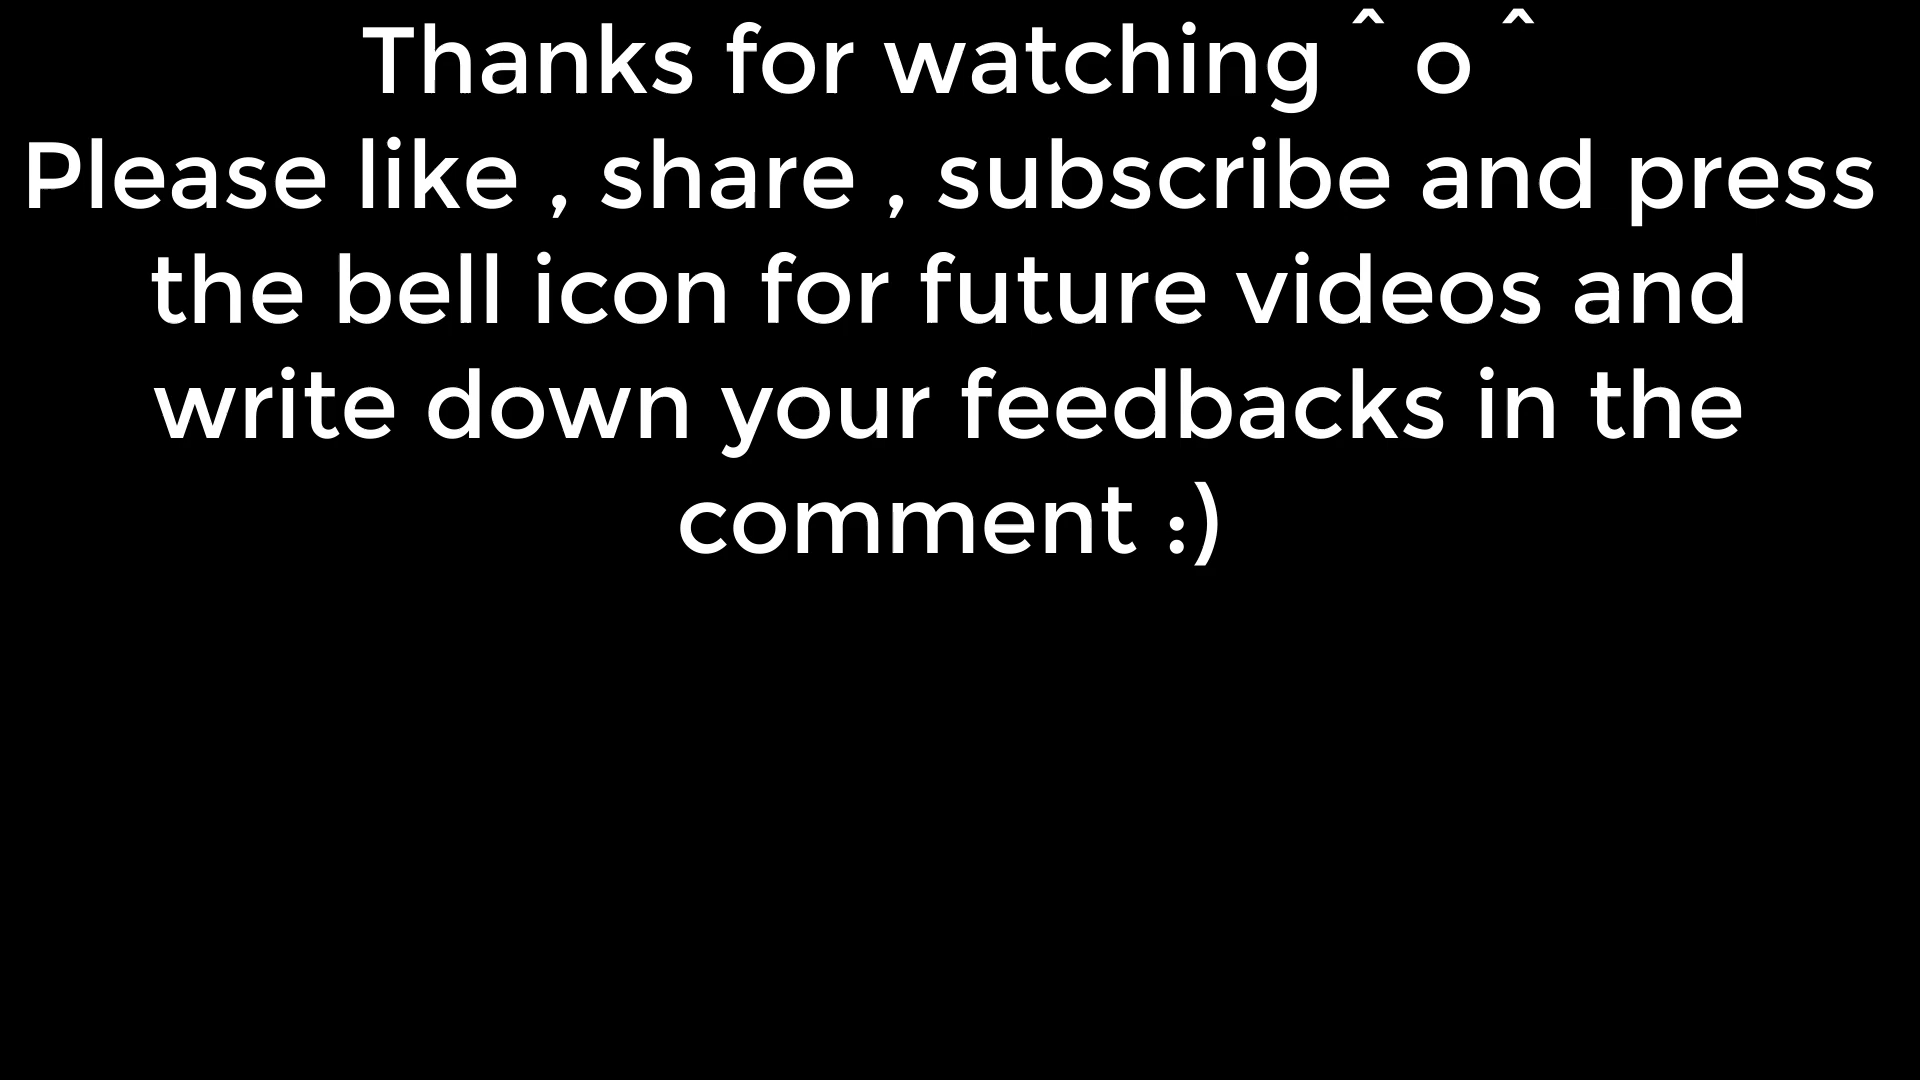 Thanks for watching ^ o ^
Please like , share , subscribe and press
the bell icon for future videos and
write down your feedbacks in the
comment :)